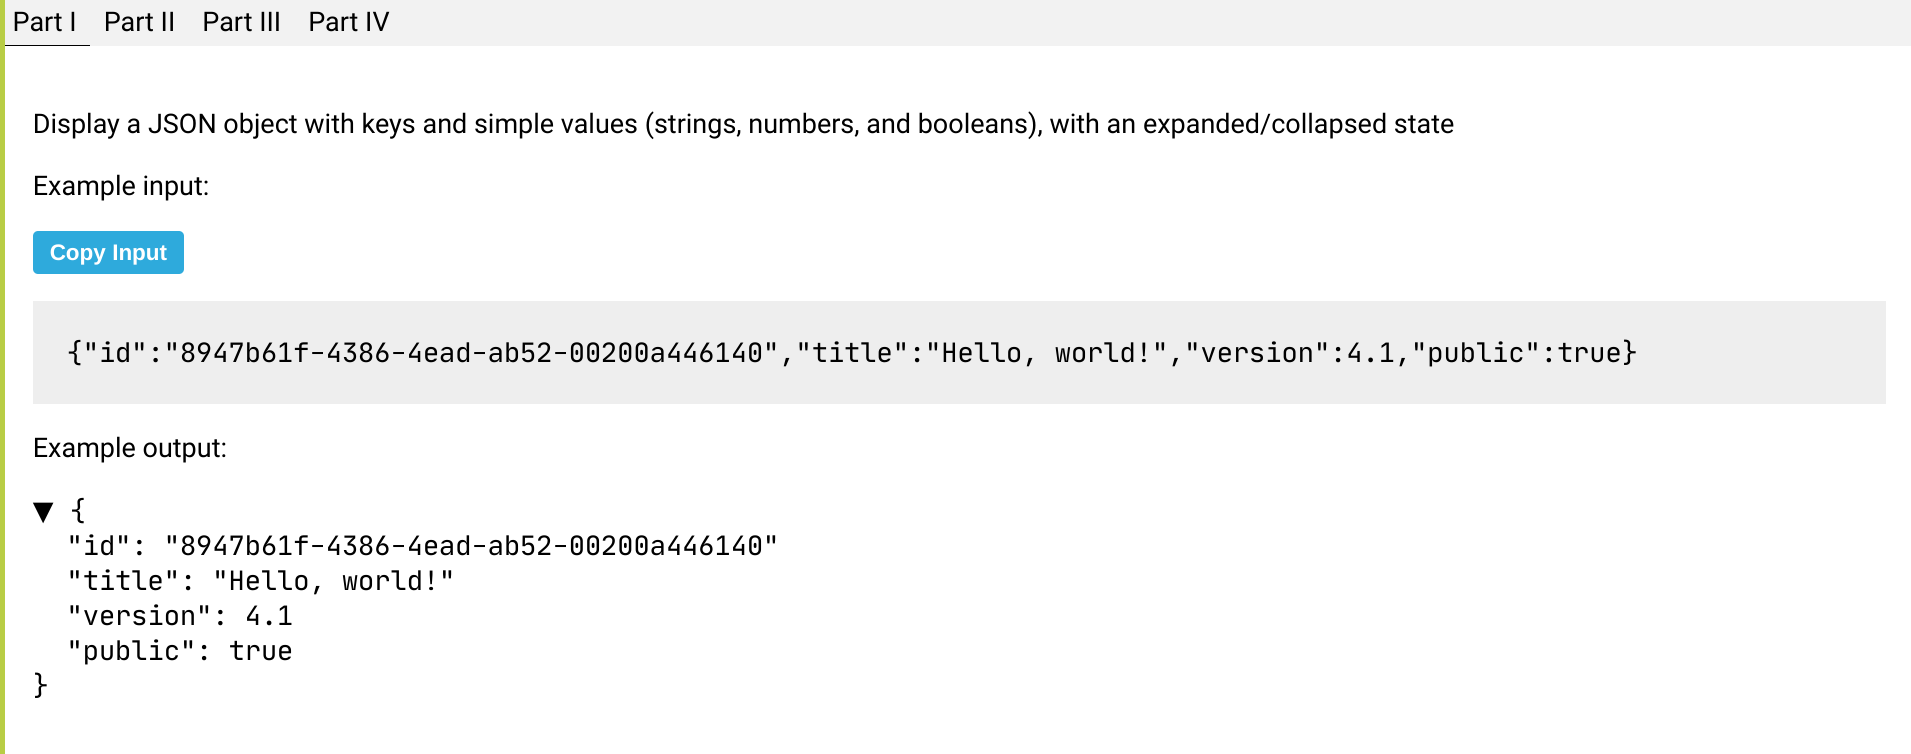 Part I Part II Part III Part IV
Display a JSON object with keys and simple values (strings, numbers, and booleans), with an expanded/collapsed state
Example input:
Copy Input
{"id":"8947b61f-4386-4ead-ab52-00200a446140","title":"Hello, world!","version":4.1,"public":true}
Example output:
▼ {
"id": "8947b61f-4386-4ead-ab52-00200a446140"
"title": "Hello, world!"
"version": 4.1
"public": true
}